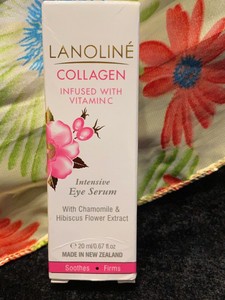 LANOLINÉ
COLLAGEN
INFUSED WITH
VITAMIN C
Intensive
Eye Serum
With Chamomile &
Hibiscus Flower Extract
℮ 20 ml/0.67 fl.oz
MADE IN NEW ZEALAND
Soothes • Firms